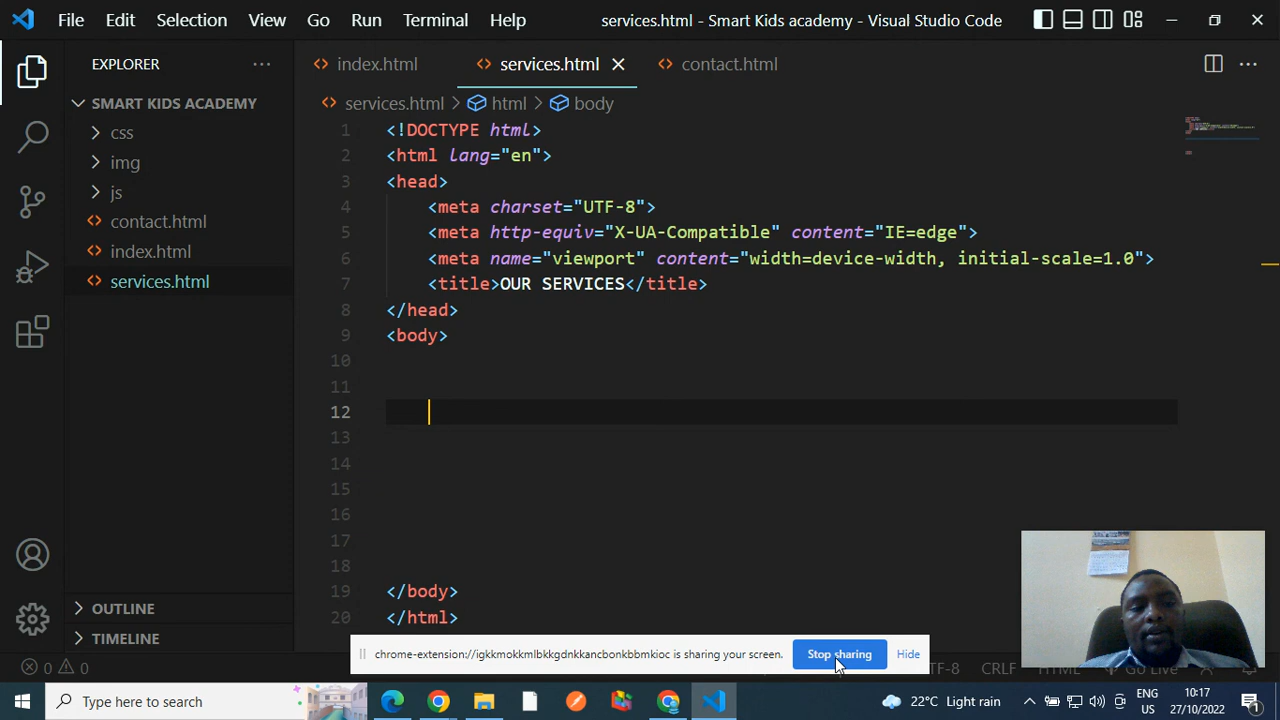 File Edit Selection View Go Run Terminal Help
services.html - Smart Kids academy - Visual Studio Code
EXPLORER
SMART KIDS ACADEMY
css
img
js
contact.html
index.html
services.html
OUTLINE
TIMELINE
index.html services.html contact.html
services.html > html > body
1 <!DOCTYPE html>
2 <html lang="en">
3 <head>
4 <meta charset="UTF-8">
5 <meta http-equiv="X-UA-Compatible" content="IE=edge">
6 <meta name="viewport" content="width=device-width, initial-scale=1.0">
7 <title>OUR SERVICES</title>
8 </head>
9 <body>
10
11
12
13
14
15
16
17
18
19 </body>
20 </html>
chrome-extension://igkkmokkmlbkkgdnkkancbonkbbmkioc is sharing your screen. Stop sharing Hide
0 0 CRLF HTML Go Live
Type here to search
22°C Light rain
ENG
US
10:17
27/10/2022
1